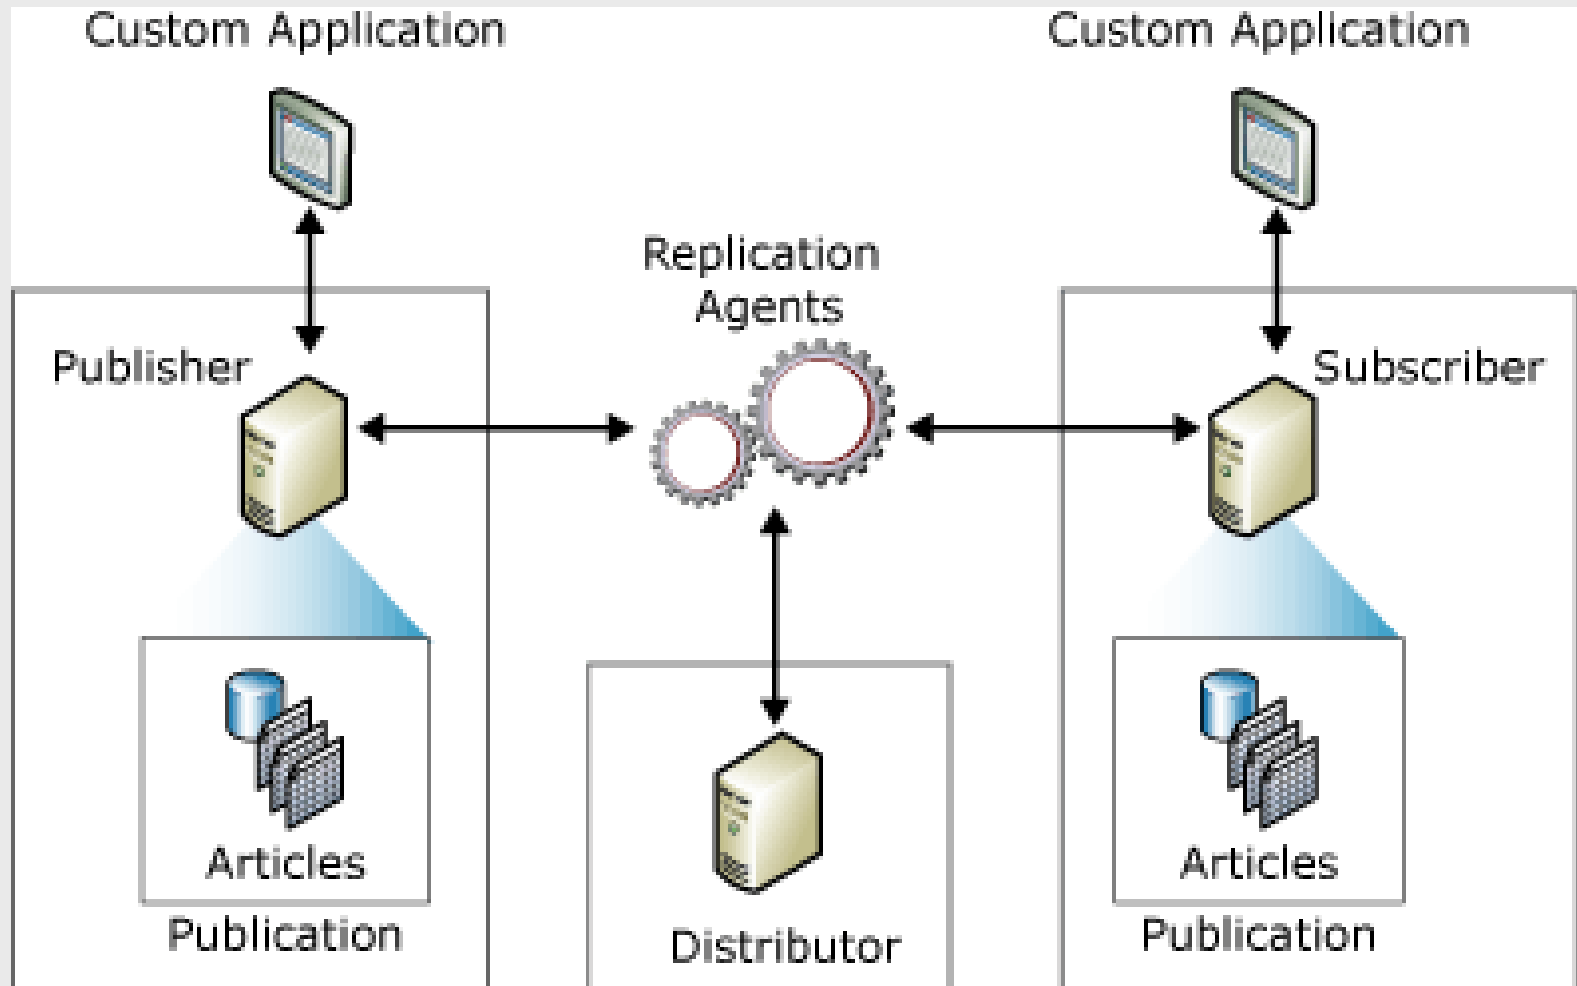 Custom Application
Custom Application
Replication
Agents
Publisher
Subscriber
Articles
Publication
Distributor
Articles
Publication